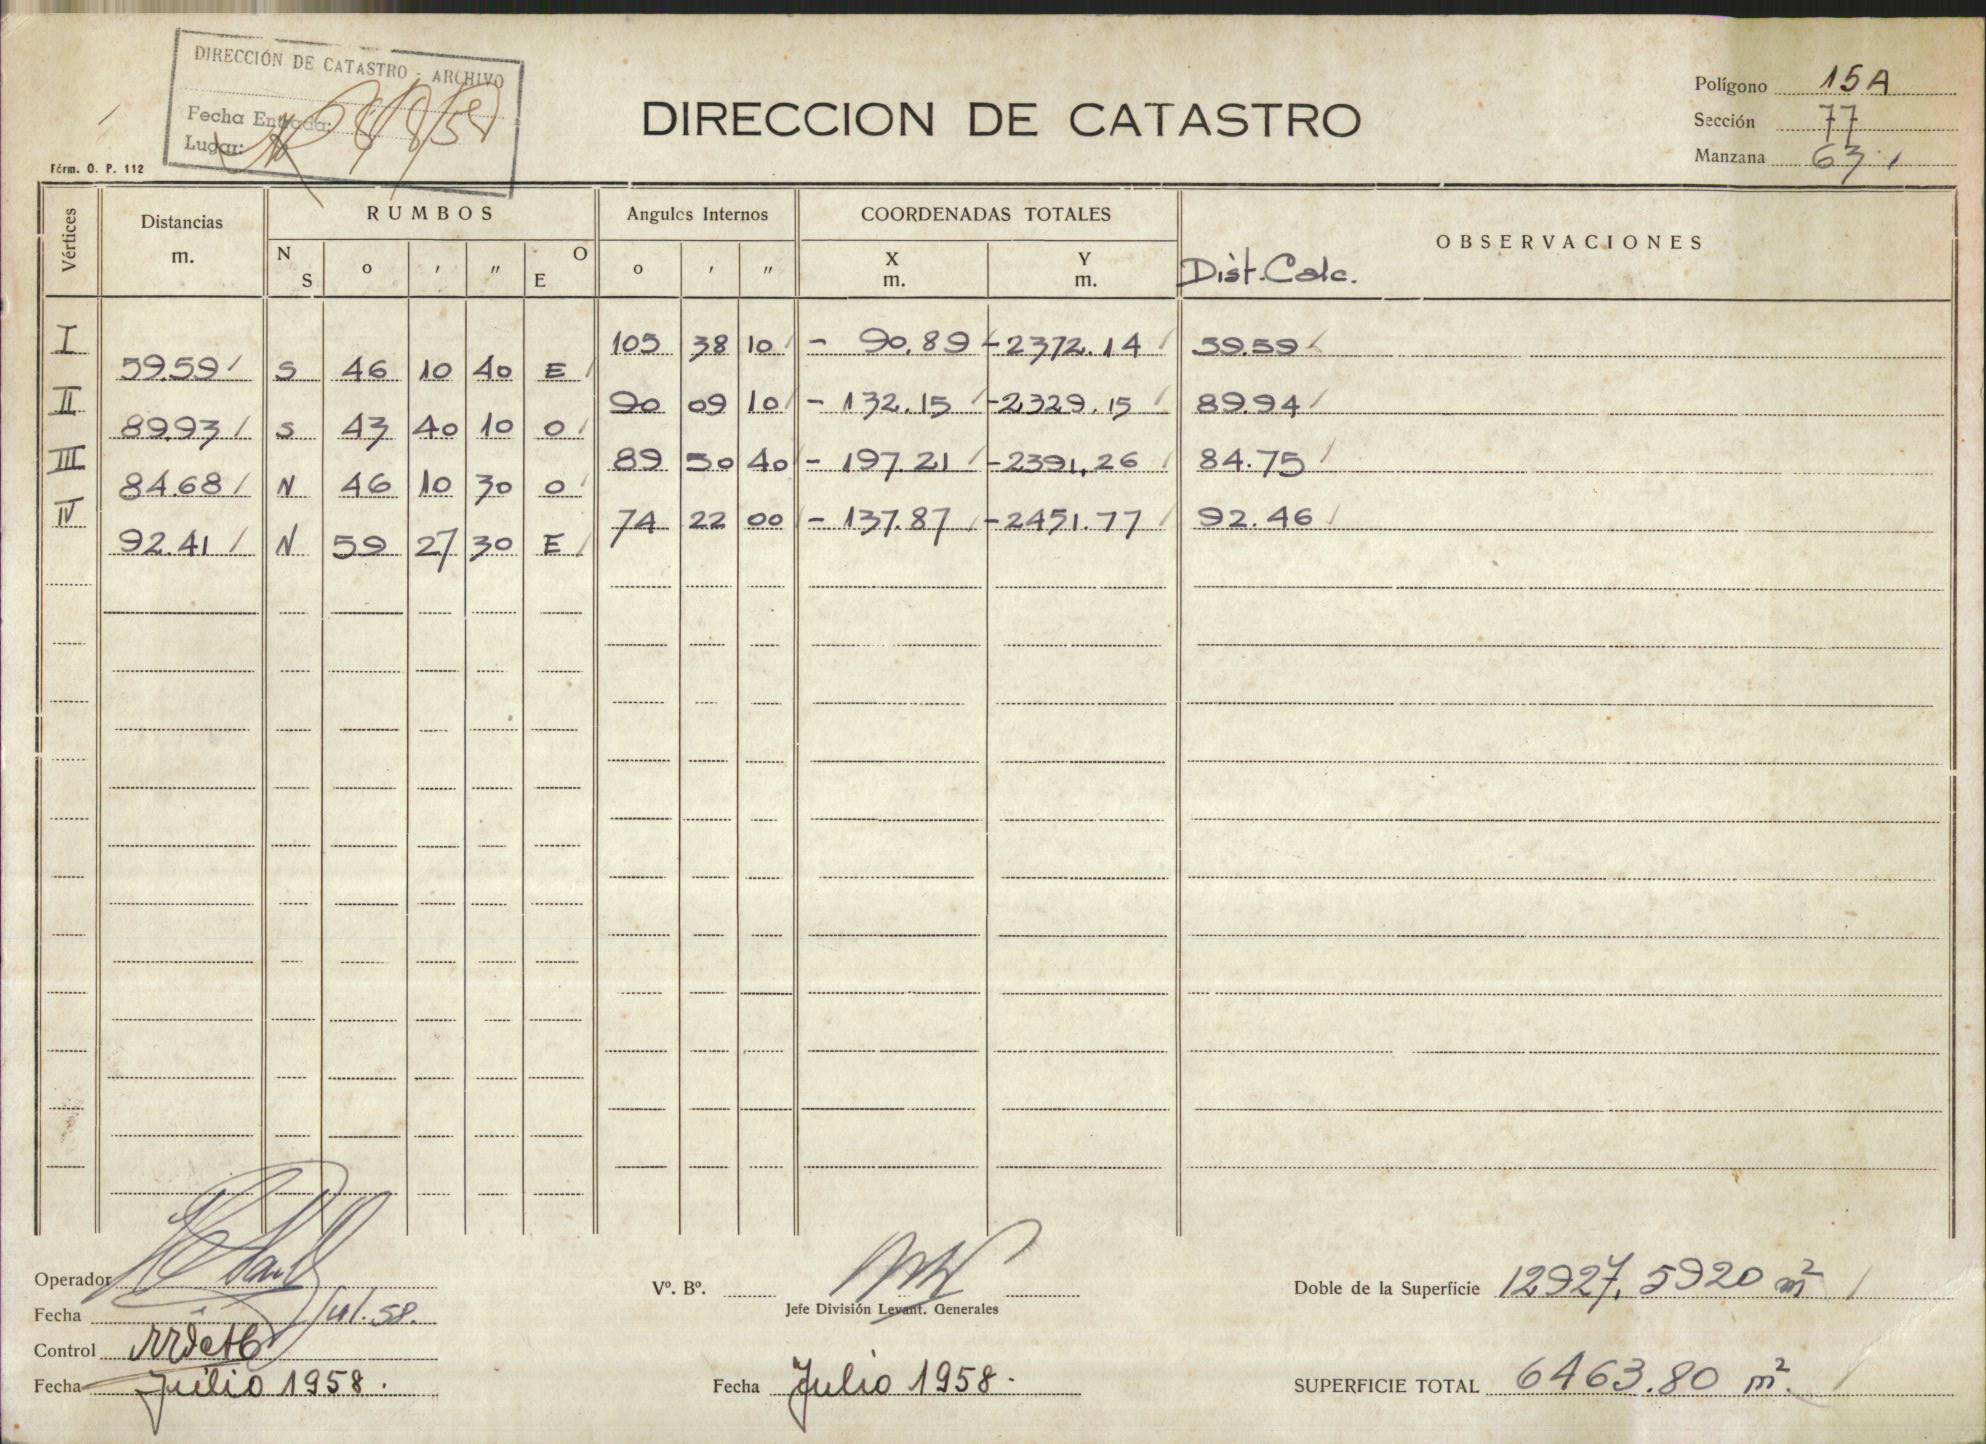 DIRECCIÓN DE CATASTRO - ARCHIVO
Fecha Entrada: 8/8/58
Lugar:
DIRECCION DE CATASTRO
Polígono 15A
Sección 77
Manzana 63
Fórm. O. P. 112
Vértices Distancias m. RUMBOS Angulos Internos COORDENADAS TOTALES OBSERVACIONES
N S o ' " E O o ' " X m. Y m. Dist. Calc.
I 105 38 10 - 90.89 -2372.14 59.59
59.59 S 46 10 40 E
II 90 09 10 - 132.15 -2329.15 89.94
89.93 S 43 40 10 O
III 89 50 40 - 197.21 -2391.26 84.75
84.68 N 46 10 30 O
IV 74 22 00 - 137.87 -2451.77 92.46
92.41 N 59 27 30 E
Operador
Fecha Jul. 58.
Control
Fecha Julio 1958.
Vº. Bº.
Jefe División Levant. Generales
Fecha Julio 1958.
Doble de la Superficie 12927,5920 m²
SUPERFICIE TOTAL 6463.80 m².